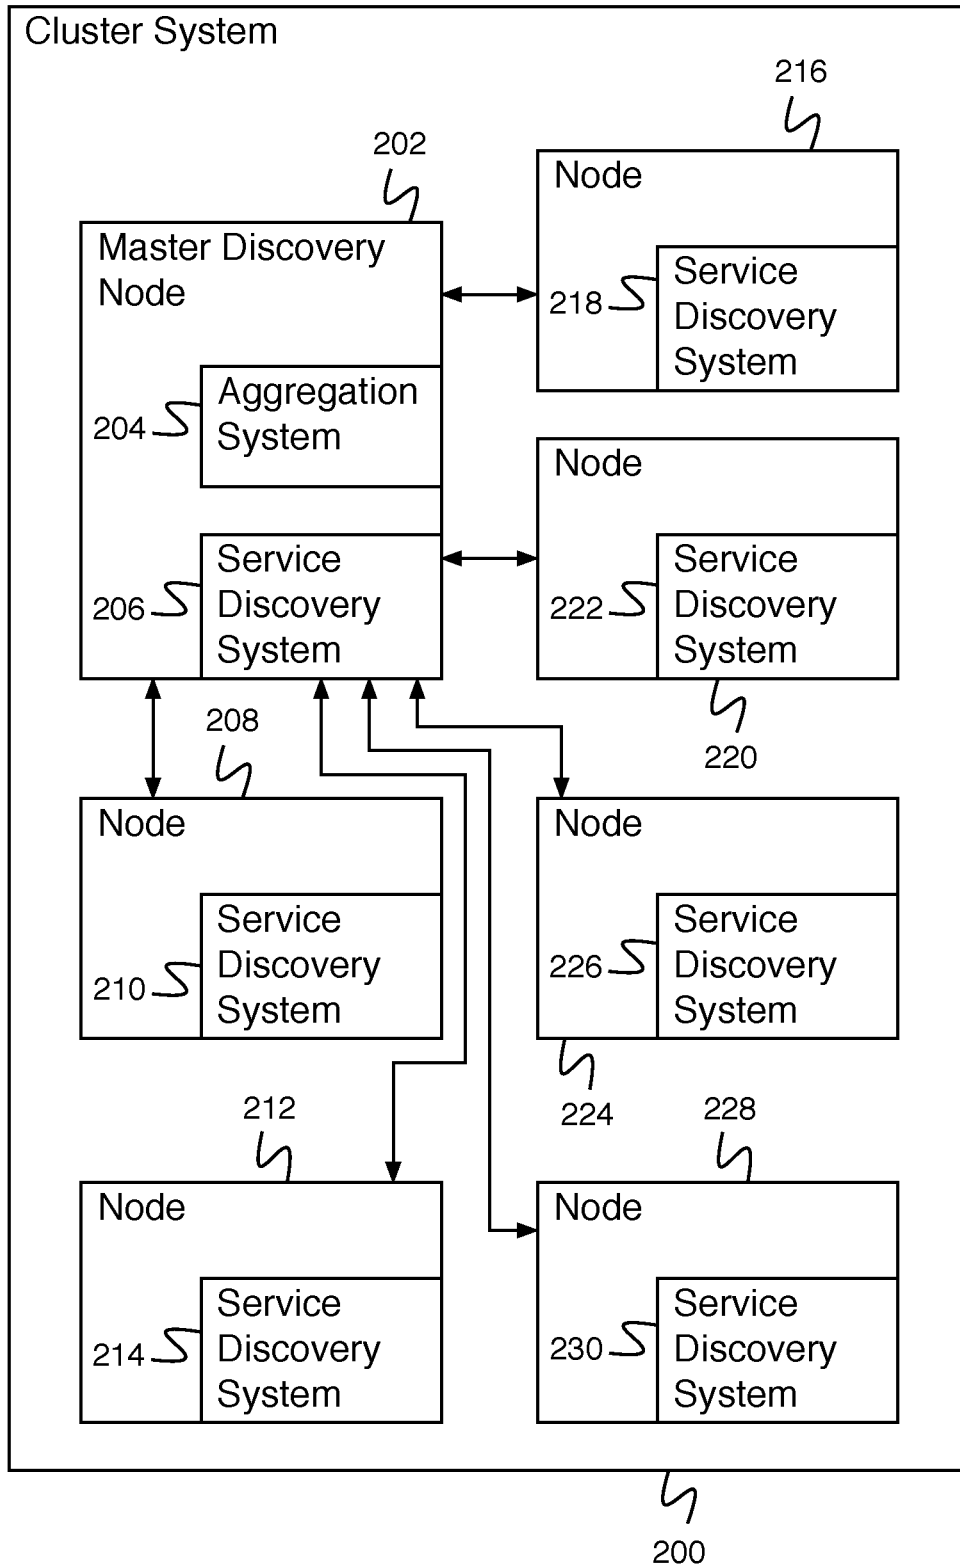 Cluster System
216
202
Node
Master Discovery
Node
Service
218
Discovery
System
Aggregation
204
System
Node
Service
206
Discovery
System
Service
222
Discovery
System
208
220
Node
Node
Service
210
Discovery
System
Service
226
Discovery
System
224
212
228
Node
Node
Service
214
Discovery
System
Service
230
Discovery
System
200